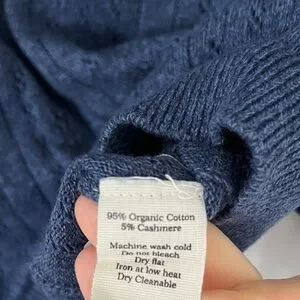 95% Organic Cotton
5% Cashmere
Machine wash cold
Do not bleach
Dry flat
Iron at low heat
Dry Cleanable